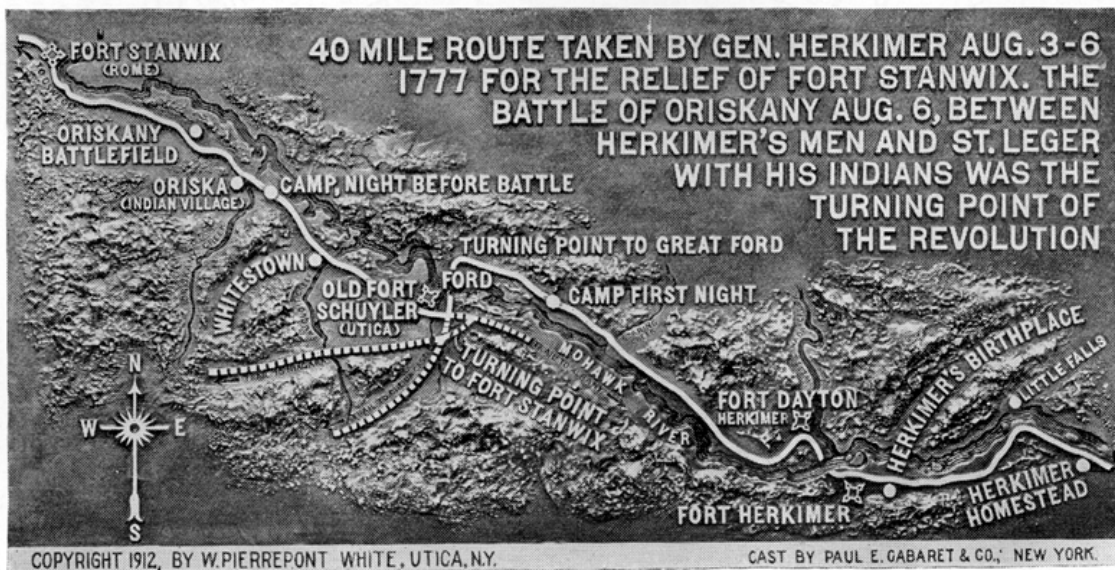 40 MILE ROUTE TAKEN BY GEN. HERKIMER AUG. 3-6
1777 FOR THE RELIEF OF FORT STANWIX. THE
BATTLE OF ORISKANY AUG. 6, BETWEEN
HERKIMER'S MEN AND ST. LEGER
WITH HIS INDIANS WAS THE
TURNING POINT OF
THE REVOLUTION
FORT STANWIX
(ROME)
ORISKANY
BATTLEFIELD
ORISKA
(INDIAN VILLAGE)
CAMP, NIGHT BEFORE BATTLE
WHITESTOWN
OLD FORT
SCHUYLER
(UTICA)
FORD
TURNING POINT TO GREAT FORD
CAMP FIRST NIGHT
TURNING POINT
TO FORT STANWIX
MOHAWK
RIVER
FORT DAYTON
HERKIMER
HERKIMER'S BIRTHPLACE
LITTLE FALLS
FORT HERKIMER
HERKIMER
HOMESTEAD
N
W E
S
COPYRIGHT 1912, BY W. PIERREPONT WHITE, UTICA, N.Y.
CAST BY PAUL E. GABARET & CO., NEW YORK.